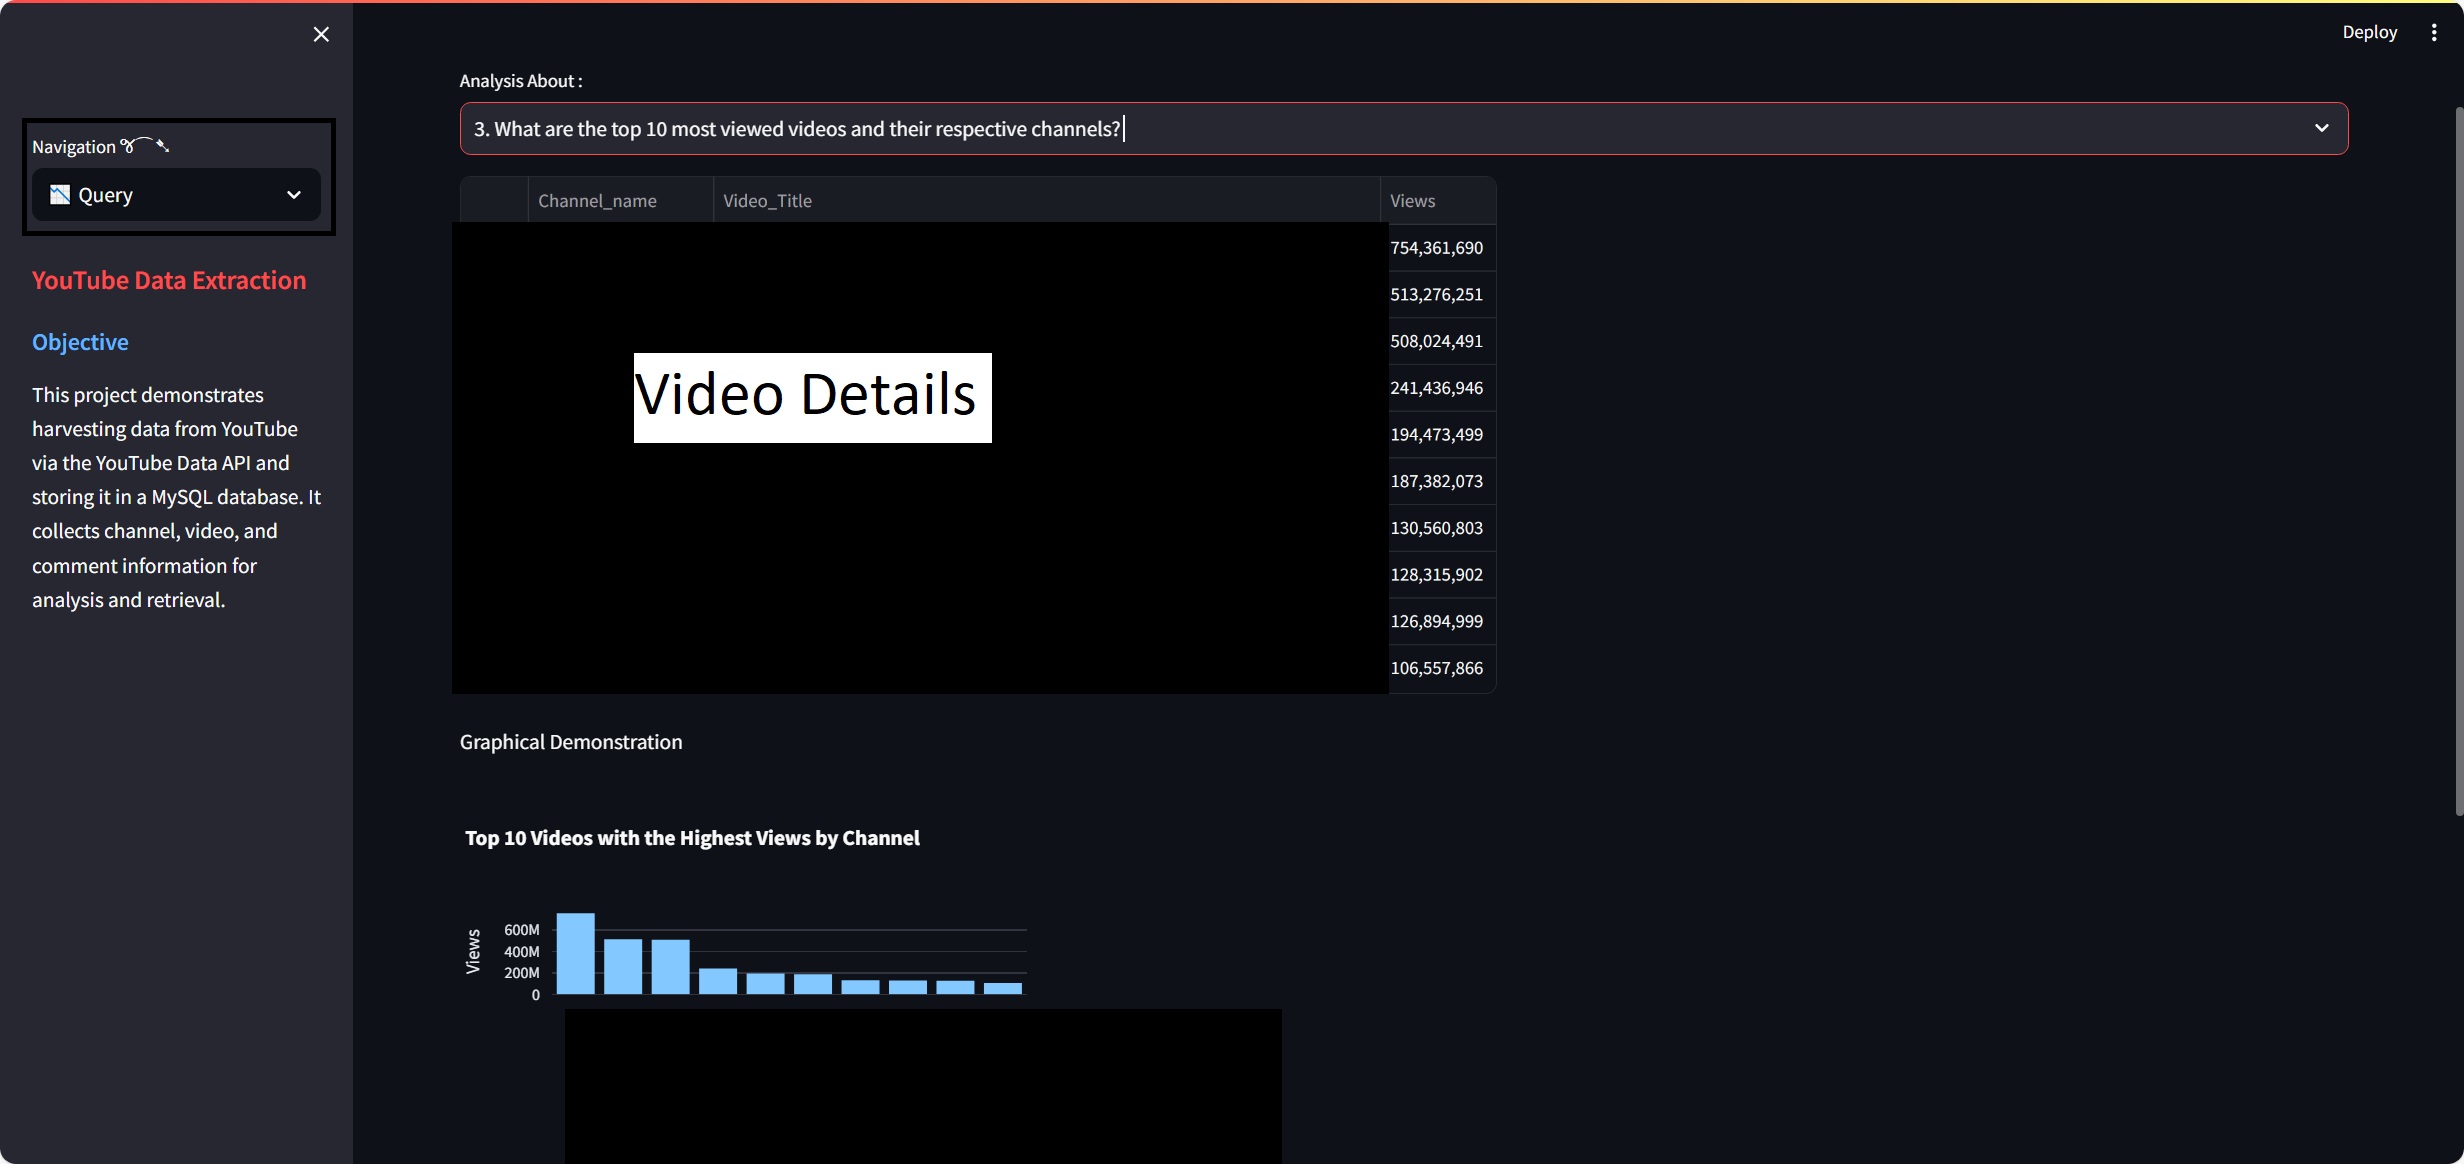 Deploy
Navigation
Query
YouTube Data Extraction
Objective
This project demonstrates
harvesting data from YouTube
via the YouTube Data API and
storing it in a MySQL database. It
collects channel, video, and
comment information for
analysis and retrieval.
Analysis About :
3. What are the top 10 most viewed videos and their respective channels?
Channel_name Video_Title Views
754,361,690
513,276,251
508,024,491
241,436,946
194,473,499
187,382,073
130,560,803
128,315,902
126,894,999
106,557,866
Video Details
Graphical Demonstration
Top 10 Videos with the Highest Views by Channel
Views
600M
400M
200M
0